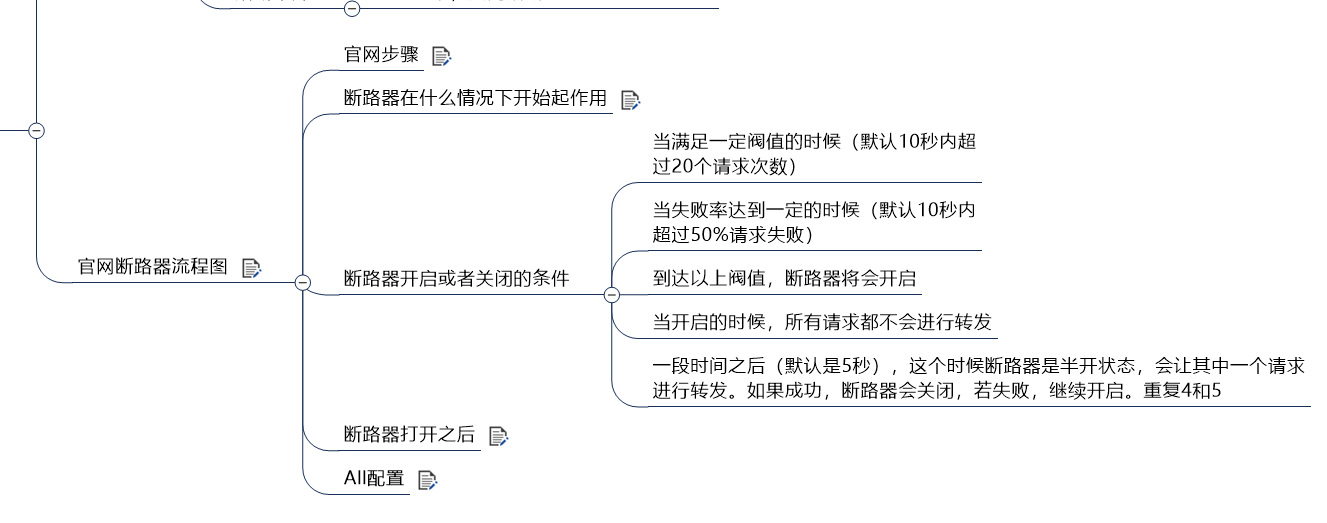 官网步骤
断路器在什么情况下开始起作用
当满足一定阀值的时候（默认10秒内超
过20个请求次数）
当失败率达到一定的时候（默认10秒内
超过50%请求失败）
官网断路器流程图
断路器开启或者关闭的条件
到达以上阀值，断路器将会开启
当开启的时候，所有请求都不会进行转发
一段时间之后（默认是5秒），这个时候断路器是半开状态，会让其中一个请求
进行转发。如果成功，断路器会关闭，若失败，继续开启。重复4和5
断路器打开之后
All配置